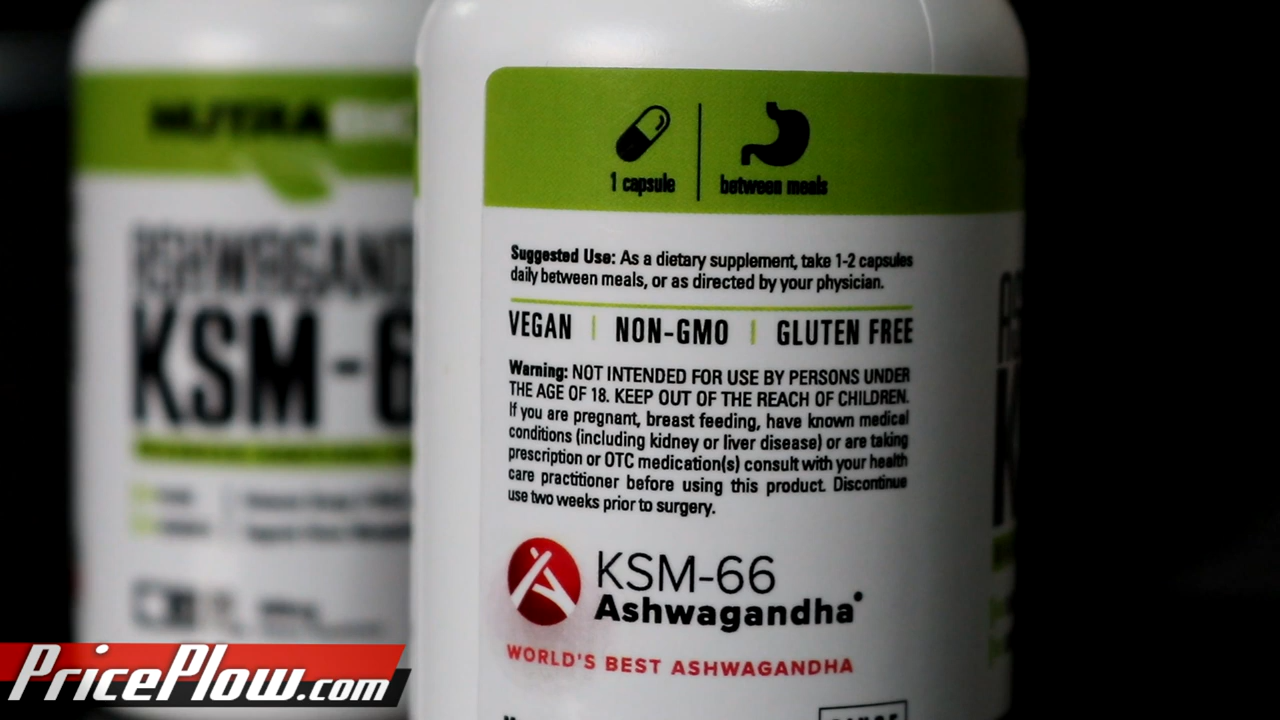 NUTRABIO
ASHWAGAND
KSM-6
1 capsule
between meals
Suggested Use: As a dietary supplement, take 1-2 capsules
daily between meals, or as directed by your physician.
VEGAN | NON-GMO | GLUTEN FREE
Warning: NOT INTENDED FOR USE BY PERSONS UNDER
THE AGE OF 18. KEEP OUT OF THE REACH OF CHILDREN.
If you are pregnant, breast feeding, have known medical
conditions (including kidney or liver disease) or are taking
prescription or OTC medication(s) consult with your health
care practitioner before using this product. Discontinue
use two weeks prior to surgery.
KSM-66
Ashwagandha
WORLD'S BEST ASHWAGANDHA
PricePlow.com